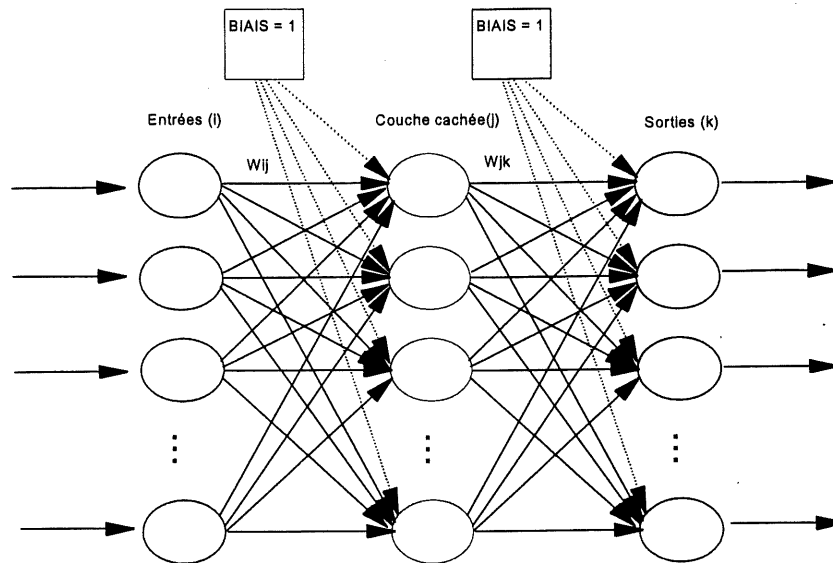 BIAIS = 1
BIAIS = 1
Entrées (i)
Couche cachée(j)
Sorties (k)
Wij
Wjk